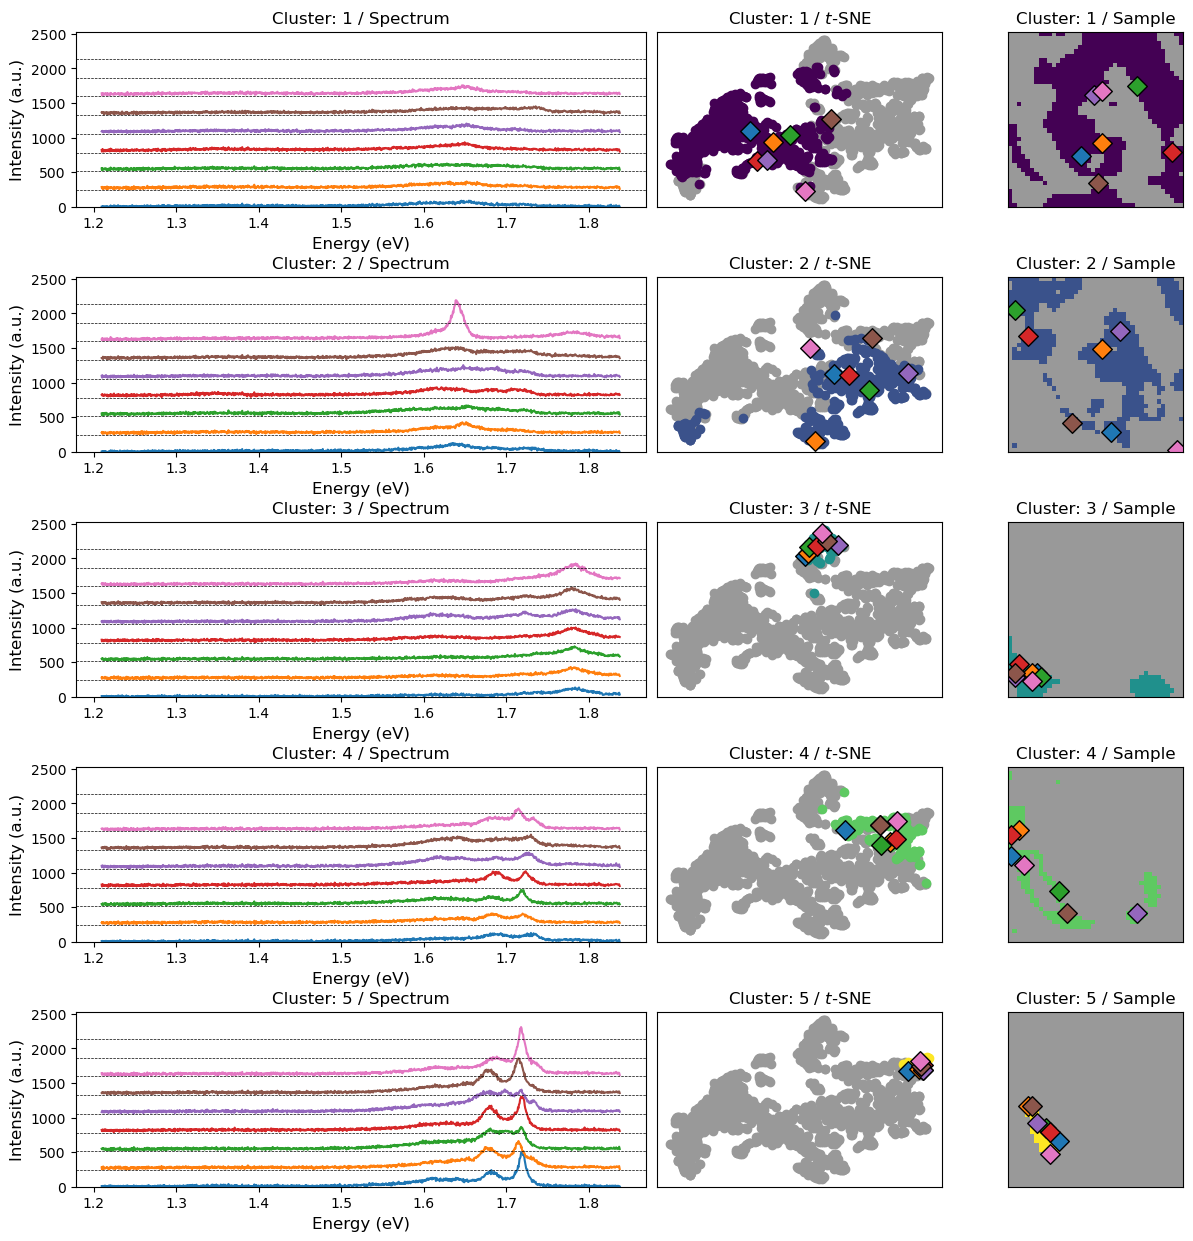 Cluster: 1 / Spectrum
Cluster: 1 / t-SNE
Cluster: 1 / Sample
Intensity (a.u.)
2500
2000
1500
1000
500
0
1.2 1.3 1.4 1.5 1.6 1.7 1.8
Energy (eV)
Cluster: 2 / Spectrum
Cluster: 2 / t-SNE
Cluster: 2 / Sample
Intensity (a.u.)
2500
2000
1500
1000
500
0
1.2 1.3 1.4 1.5 1.6 1.7 1.8
Energy (eV)
Cluster: 3 / Spectrum
Cluster: 3 / t-SNE
Cluster: 3 / Sample
Intensity (a.u.)
2500
2000
1500
1000
500
0
1.2 1.3 1.4 1.5 1.6 1.7 1.8
Energy (eV)
Cluster: 4 / Spectrum
Cluster: 4 / t-SNE
Cluster: 4 / Sample
Intensity (a.u.)
2500
2000
1500
1000
500
0
1.2 1.3 1.4 1.5 1.6 1.7 1.8
Energy (eV)
Cluster: 5 / Spectrum
Cluster: 5 / t-SNE
Cluster: 5 / Sample
Intensity (a.u.)
2500
2000
1500
1000
500
0
1.2 1.3 1.4 1.5 1.6 1.7 1.8
Energy (eV)